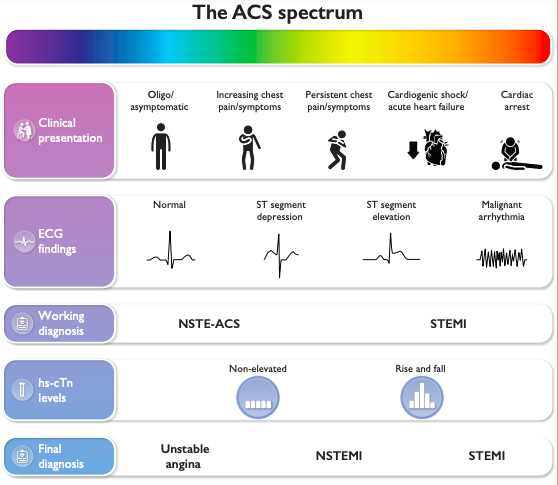 The ACS spectrum
Clinical
presentation
Oligo/
asymptomatic
Increasing chest
pain/symptoms
Persistent chest
pain/symptoms
Cardiogenic shock/
acute heart failure
Cardiac
arrest
ECG
findings
Normal
ST segment
depression
ST segment
elevation
Malignant
arrhythmia
Working
diagnosis
NSTE-ACS
STEMI
hs-cTn
levels
Non-elevated
Rise and fall
Final
diagnosis
Unstable
angina
NSTEMI
STEMI